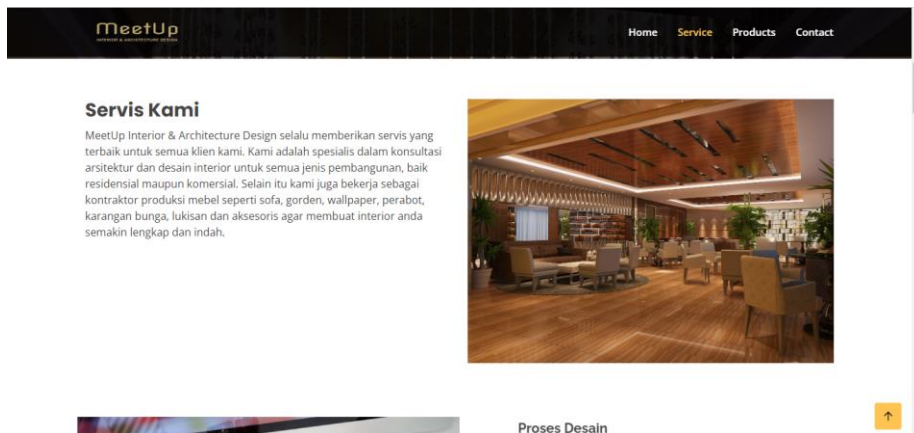 MeetUp
INTERIOR & ARCHITECTURE DESIGN
Home Service Products Contact
Servis Kami
MeetUp Interior & Architecture Design selalu memberikan servis yang
terbaik untuk semua klien kami. Kami adalah spesialis dalam konsultasi
arsitektur dan desain interior untuk semua jenis pembangunan, baik
residensial maupun komersial. Selain itu kami juga bekerja sebagai
kontraktor produksi mebel seperti sofa, gorden, wallpaper, perabot,
karangan bunga, lukisan dan aksesoris agar membuat interior anda
semakin lengkap dan indah.
Proses Desain